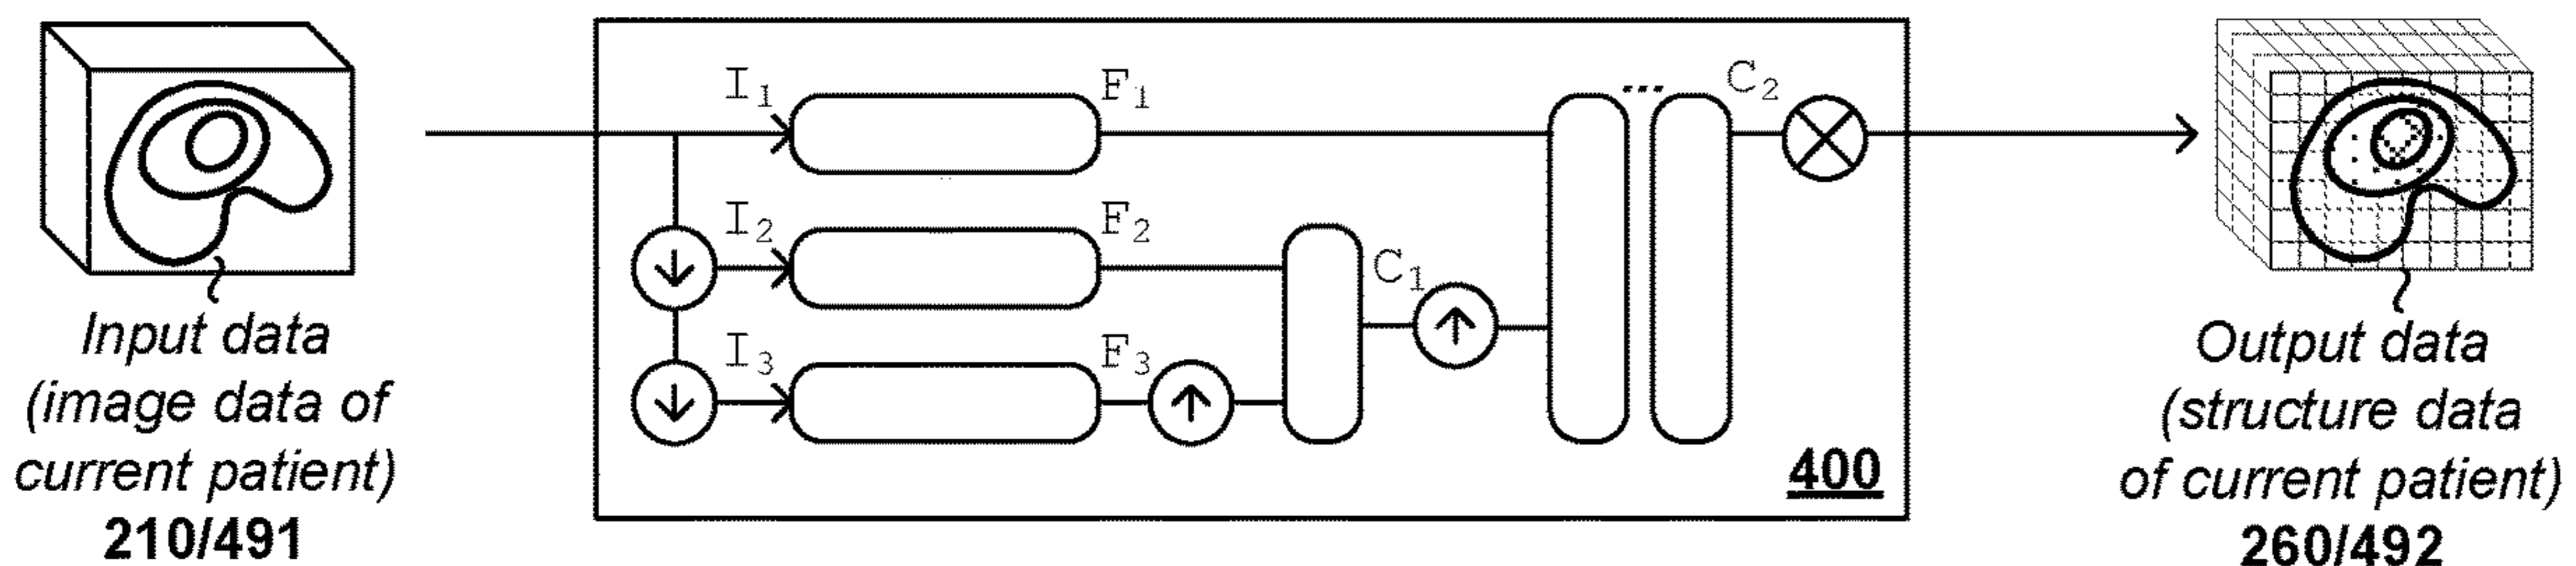 I1
F1
...
C2
I2
F2
C1
I3
F3
Input data
(image data of
current patient)
210/491
400
Output data
(structure data
of current patient)
260/492